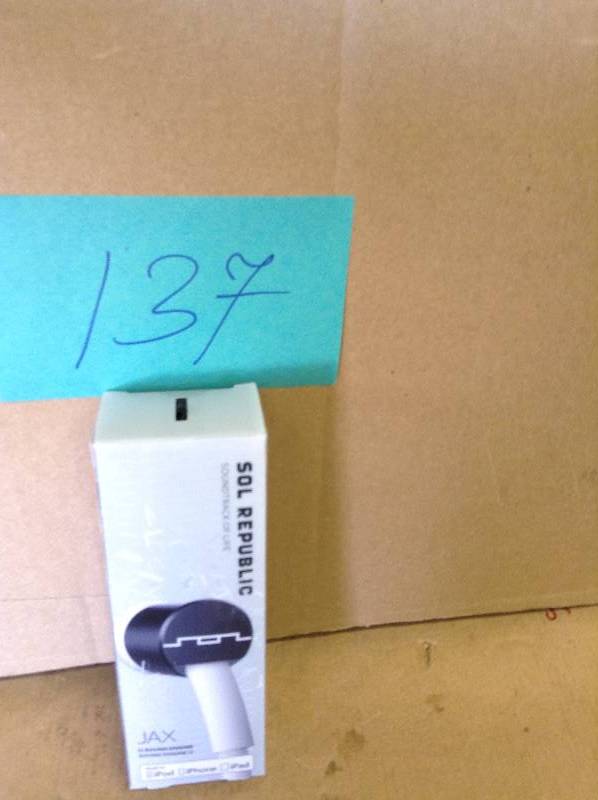 137
SOL REPUBLIC
SOUNDTRACK OF LIFE
JAX
iPod iPhone iPad